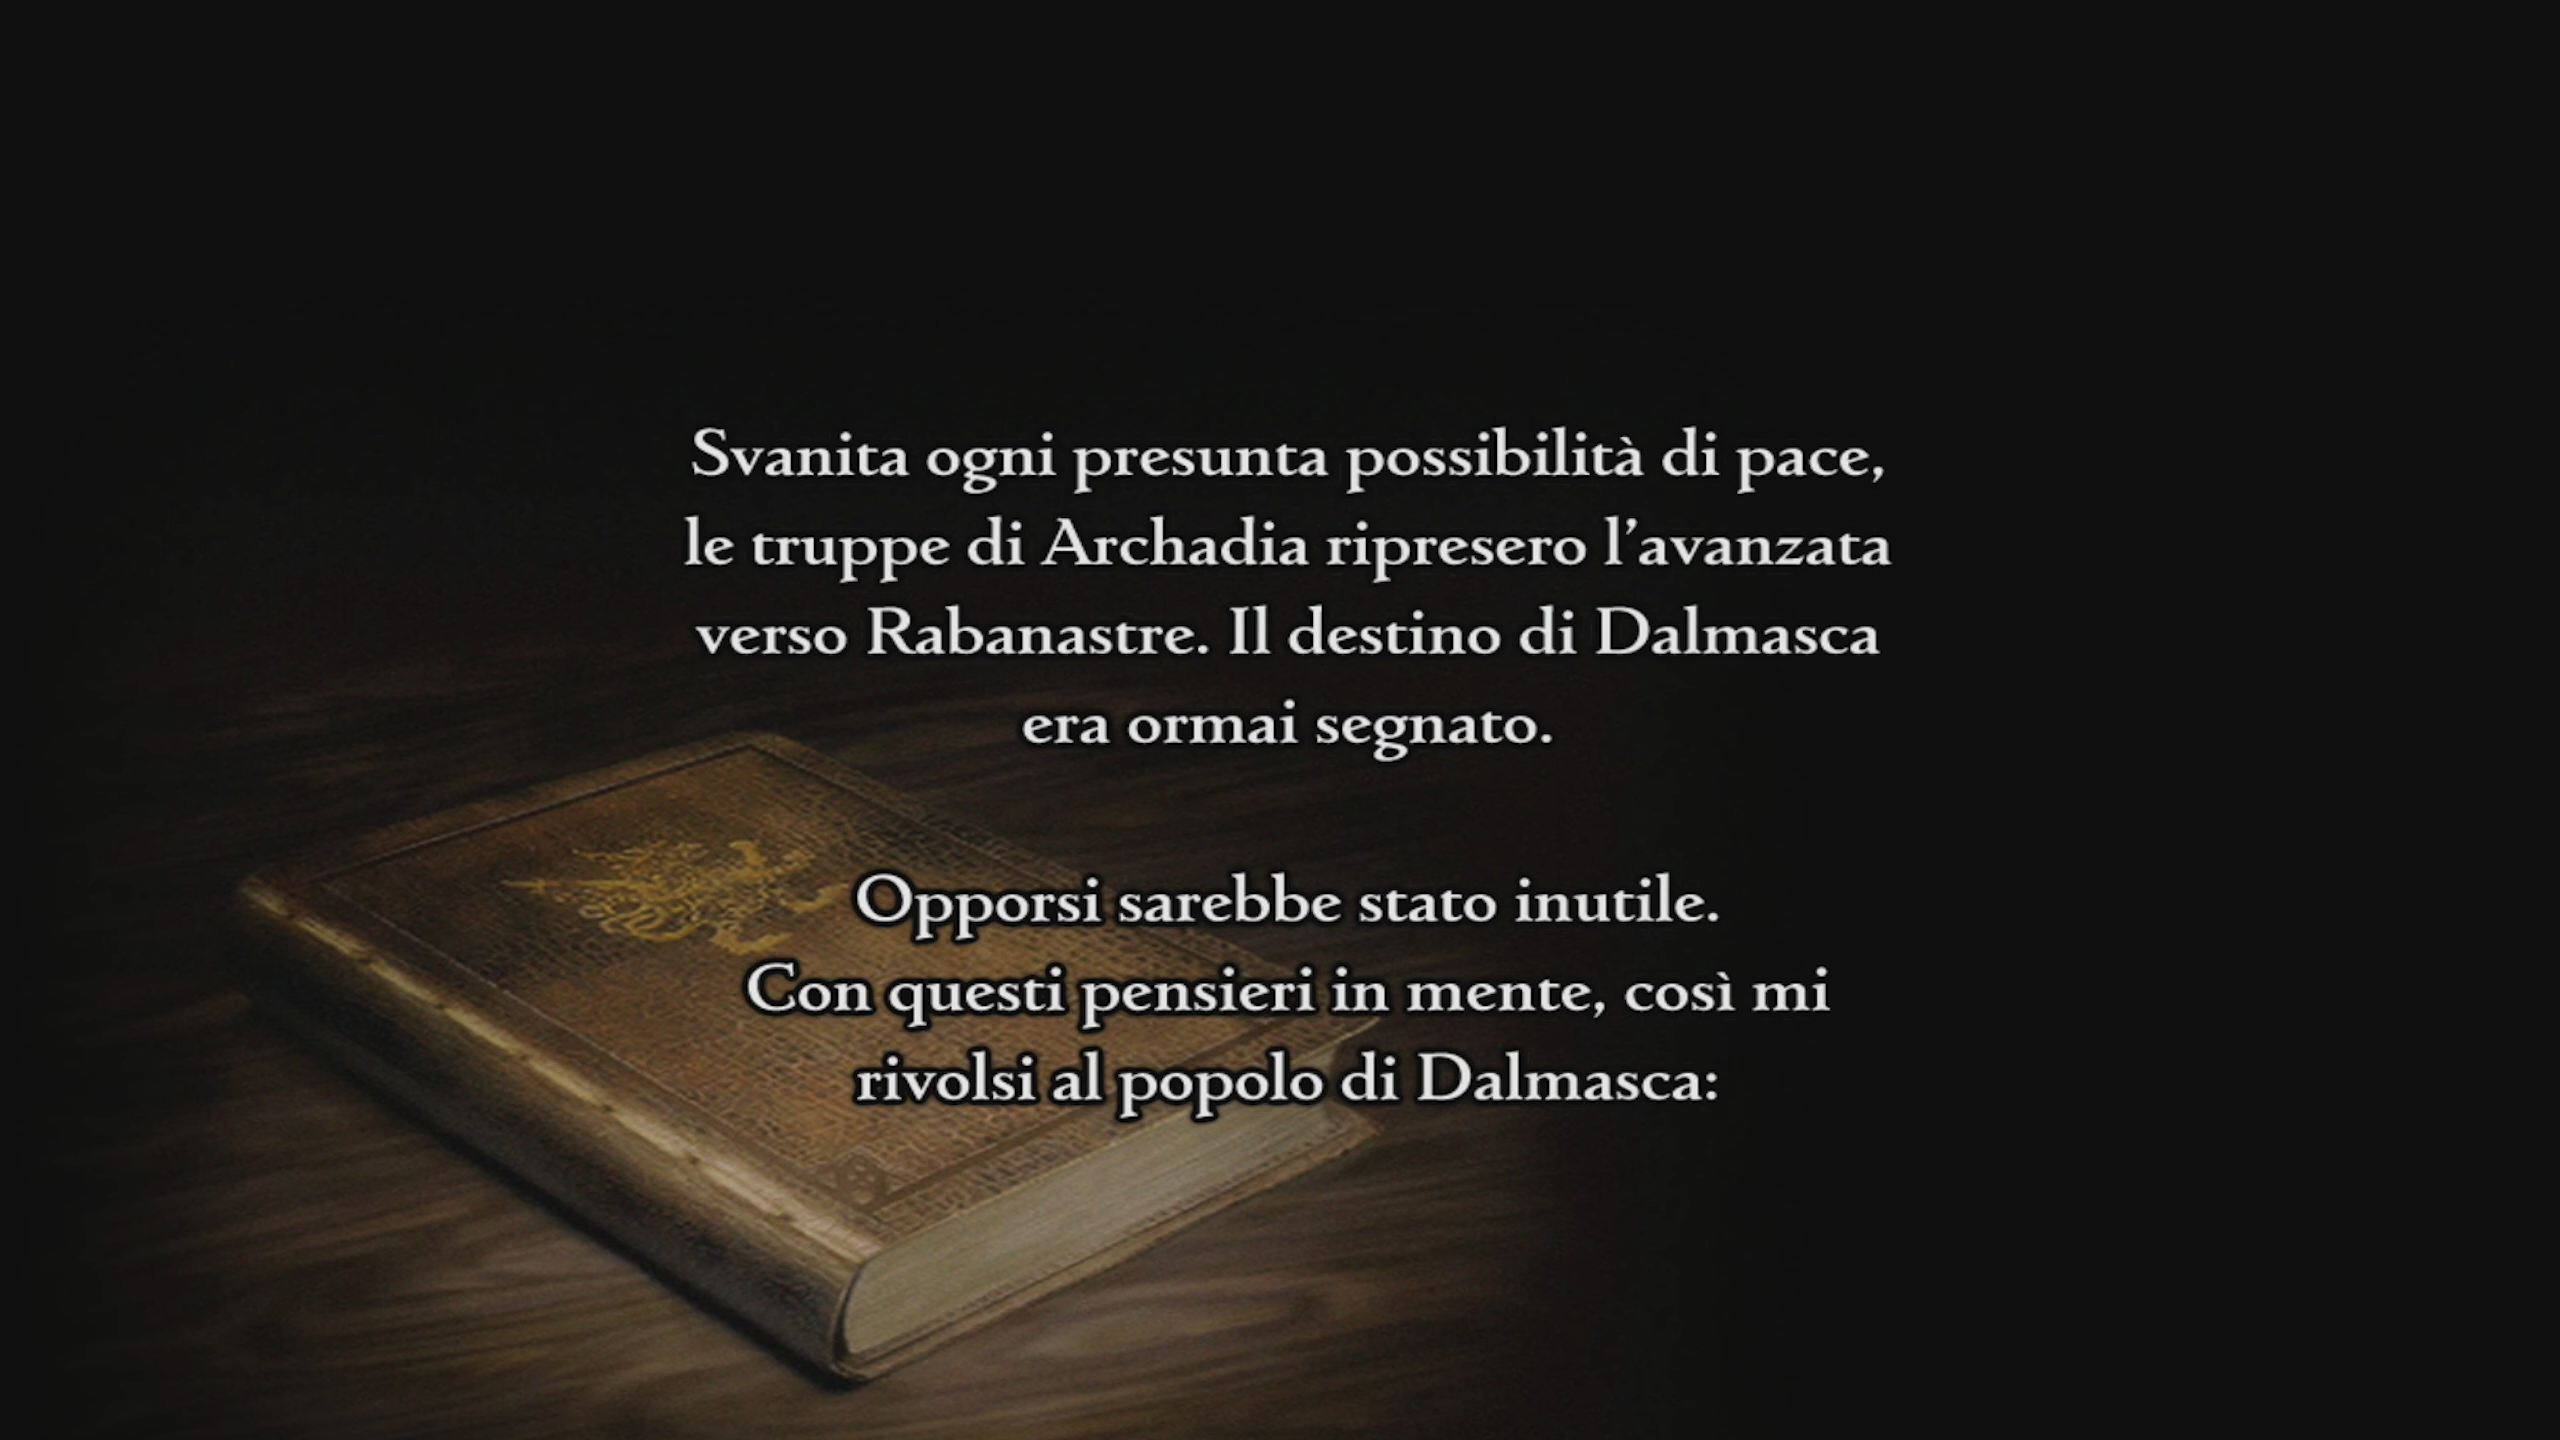 Svanita ogni presunta possibilità di pace,
le truppe di Archadia ripresero l’avanzata
verso Rabanastre. Il destino di Dalmasca
era ormai segnato.
Opporsi sarebbe stato inutile.
Con questi pensieri in mente, così mi
rivolsi al popolo di Dalmasca: